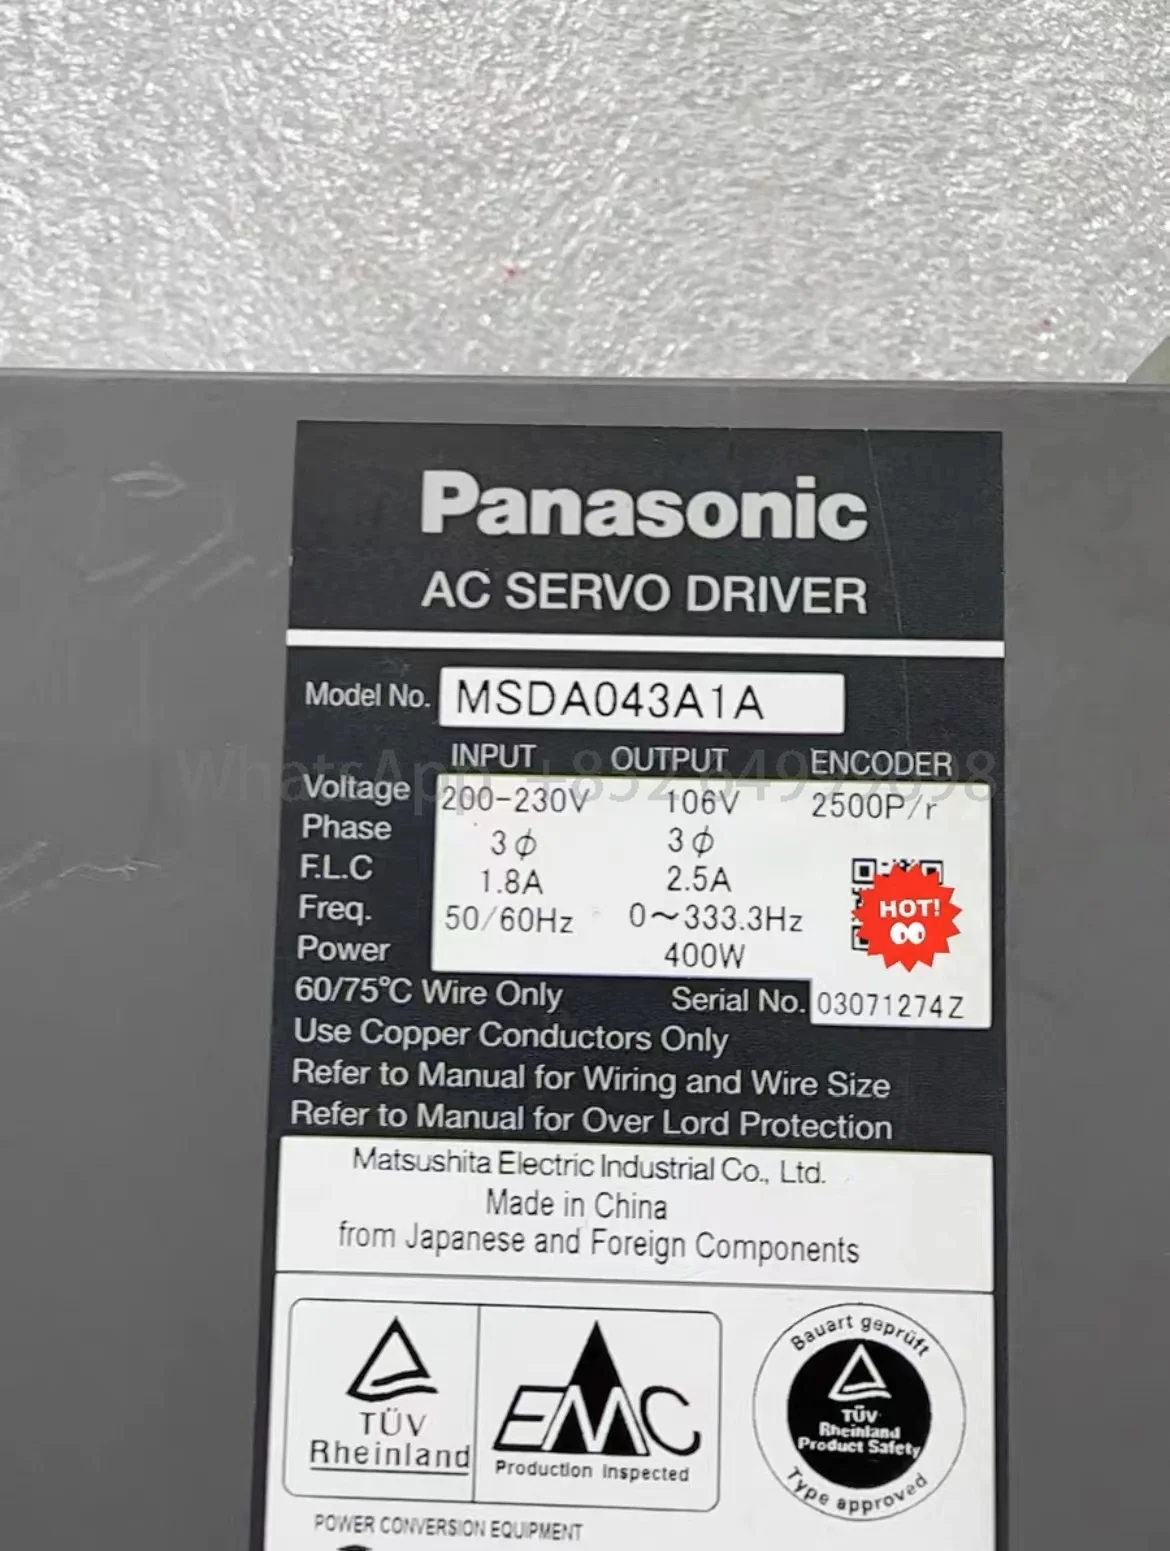 Panasonic
AC SERVO DRIVER
Model No. MSDA043A1A
INPUT OUTPUT ENCODER
Voltage 200-230V 106V 2500P/r
Phase 3ϕ 3ϕ
F.L.C 1.8A 2.5A
Freq. 50/60Hz 0~333.3Hz
Power 400W
HOT!
60/75°C Wire Only Serial No. 03071274Z
Use Copper Conductors Only
Refer to Manual for Wiring and Wire Size
Refer to Manual for Over Lord Protection
Matsushita Electric Industrial Co., Ltd.
Made in China
from Japanese and Foreign Components
TÜV
Rheinland
EMC
Production Inspected
Bauart geprüft
TÜV
Rheinland
Product Safety
Type approved
POWER CONVERSION EQUIPMENT
WhatsApp